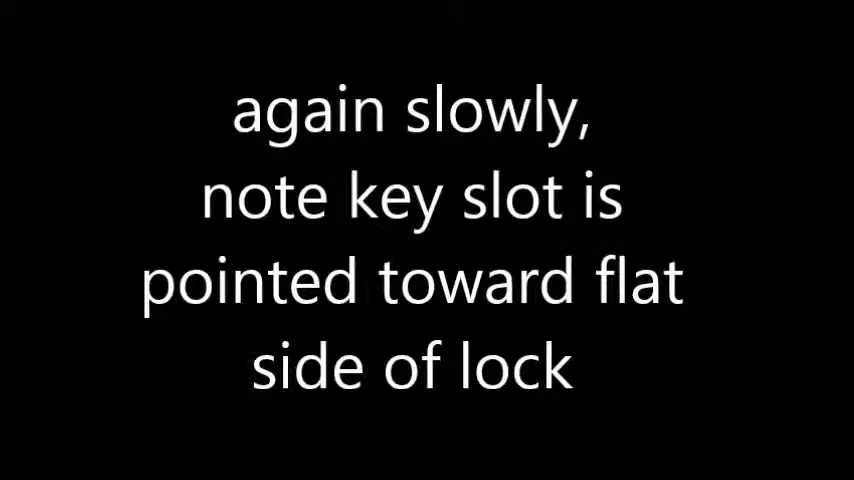 again slowly,
note key slot is
pointed toward flat
side of lock